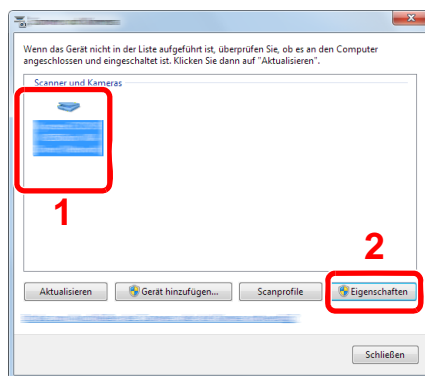 Wenn das Gerät nicht in der Liste aufgeführt ist, überprüfen Sie, ob es an den Computer
angeschlossen und eingeschaltet ist. Klicken Sie dann auf "Aktualisieren".
Scanner und Kameras
1
2
Aktualisieren Gerät hinzufügen... Scanprofile Eigenschaften
Schließen